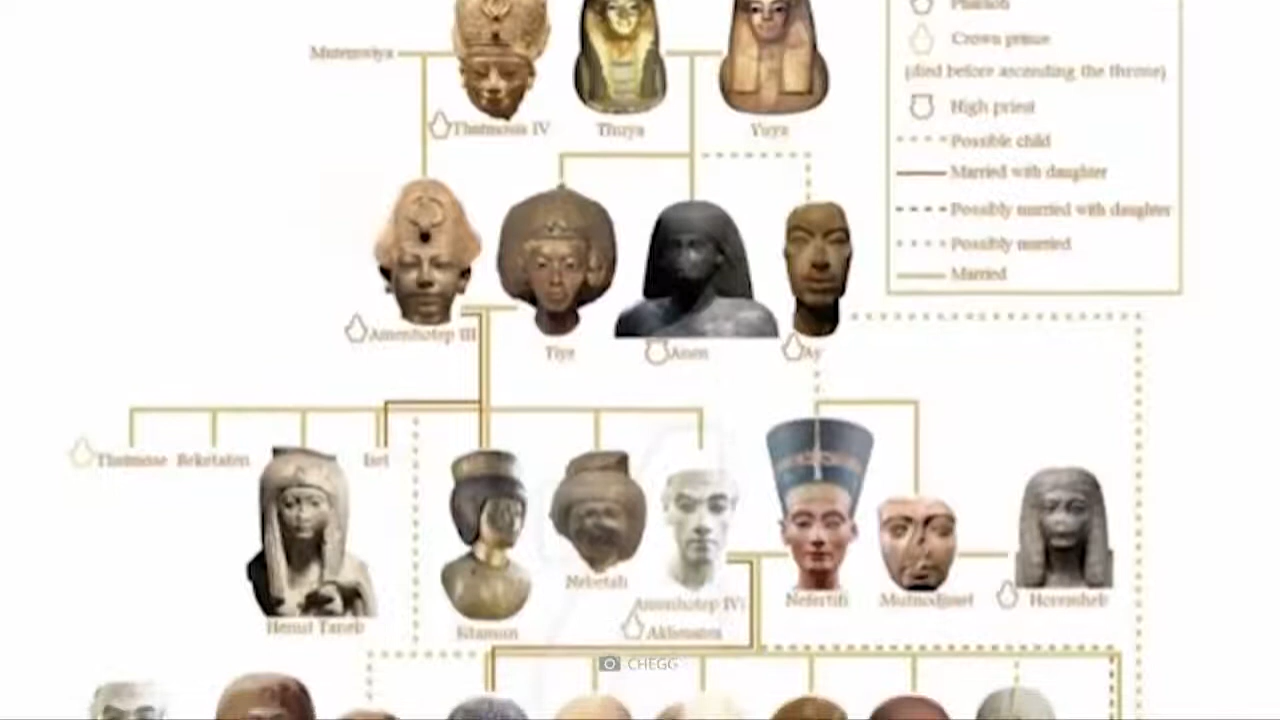 Pharaoh
Crown prince
(died before ascending the throne)
Mutemwiya
High priest
Thutmosis IV
Thuya
Yuya
Possible child
Married with daughter
Possibly married with daughter
Possibly married
Married
Amenhotep III
Tiye
Anen
Ay
Thutmose
Beketaten
Iset
Nebetah
Amenhotep IV/
Nefertiti
Mutnodjmet
Horemheb
Henut Taneb
Sitamun
Akhenaten
CHEGG